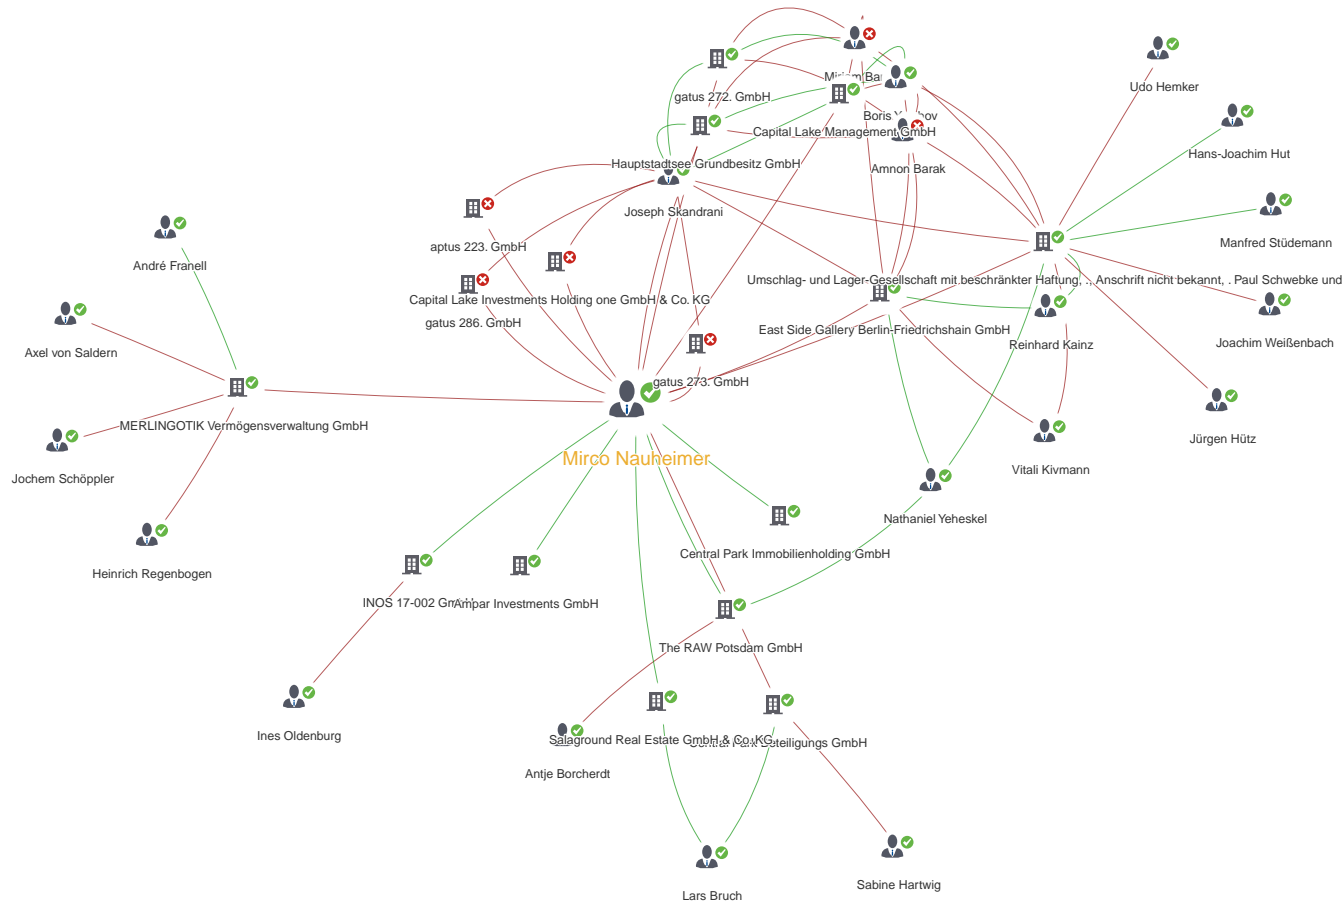 Udo Hemker
gatus 272. GmbH
Capital Lake Management GmbH
Hans-Joachim Hut
Hauptstadtsee Grundbesitz GmbH
Amnon Barak
Joseph Skandrani
Manfred Stüdemann
aptus 223. GmbH
André Franell
Umschlag- und Lager-Gesellschaft mit beschränkter Haftung, ., Anschrift nicht bekannt, . Paul Schwebke und
Capital Lake Investments Holding one GmbH & Co. KG
gatus 286. GmbH
East Side Gallery Berlin-Friedrichshain GmbH
Reinhard Kainz
Joachim Weißenbach
Axel von Saldern
gatus 273. GmbH
MERLINGOTIK Vermögensverwaltung GmbH
Jürgen Hütz
Mirco Nauheimer
Vitali Kivmann
Jochem Schöppler
Nathaniel Yeheskel
Central Park Immobilienholding GmbH
Heinrich Regenbogen
INOS 17-002
Ampar Investments GmbH
The RAW Potsdam GmbH
Ines Oldenburg
Salaground Real Estate GmbH & Co. KG
Beteiligungs GmbH
Antje Borcherdt
Sabine Hartwig
Lars Bruch